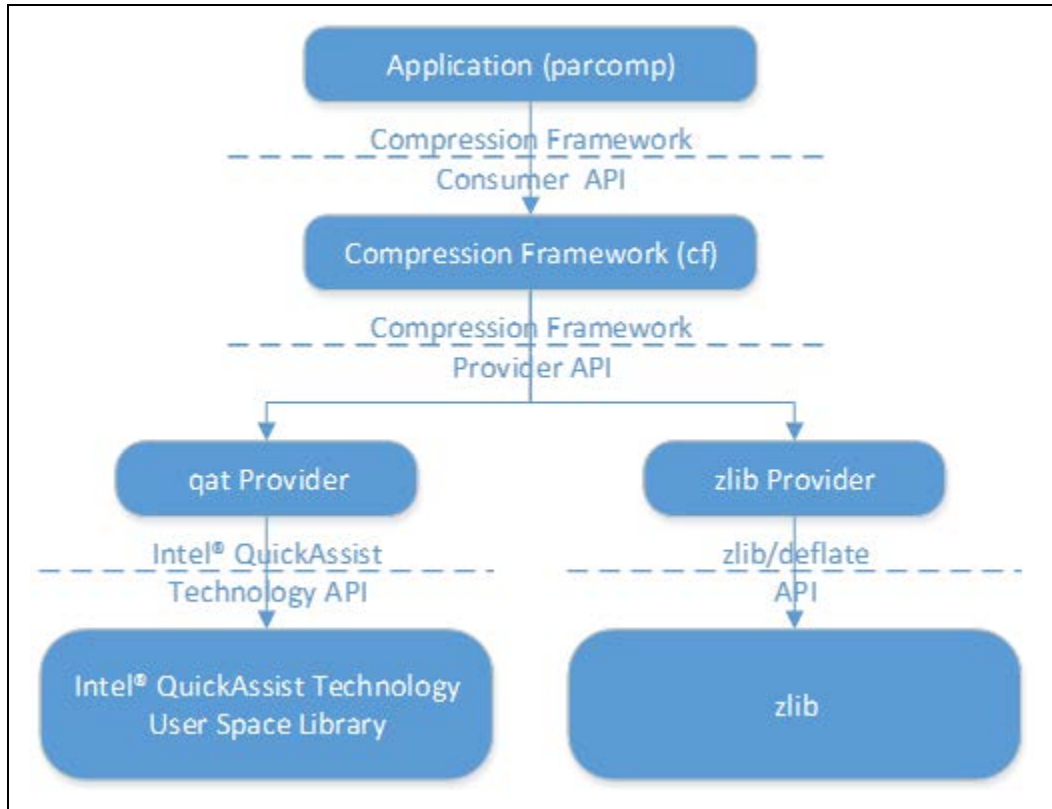 Application (parcomp)
Compression Framework
Consumer API
Compression Framework (cf)
Compression Framework
Provider API
qat Provider
zlib Provider
Intel® QuickAssist
Technology API
zlib/deflate
API
Intel® QuickAssist Technology
User Space Library
zlib